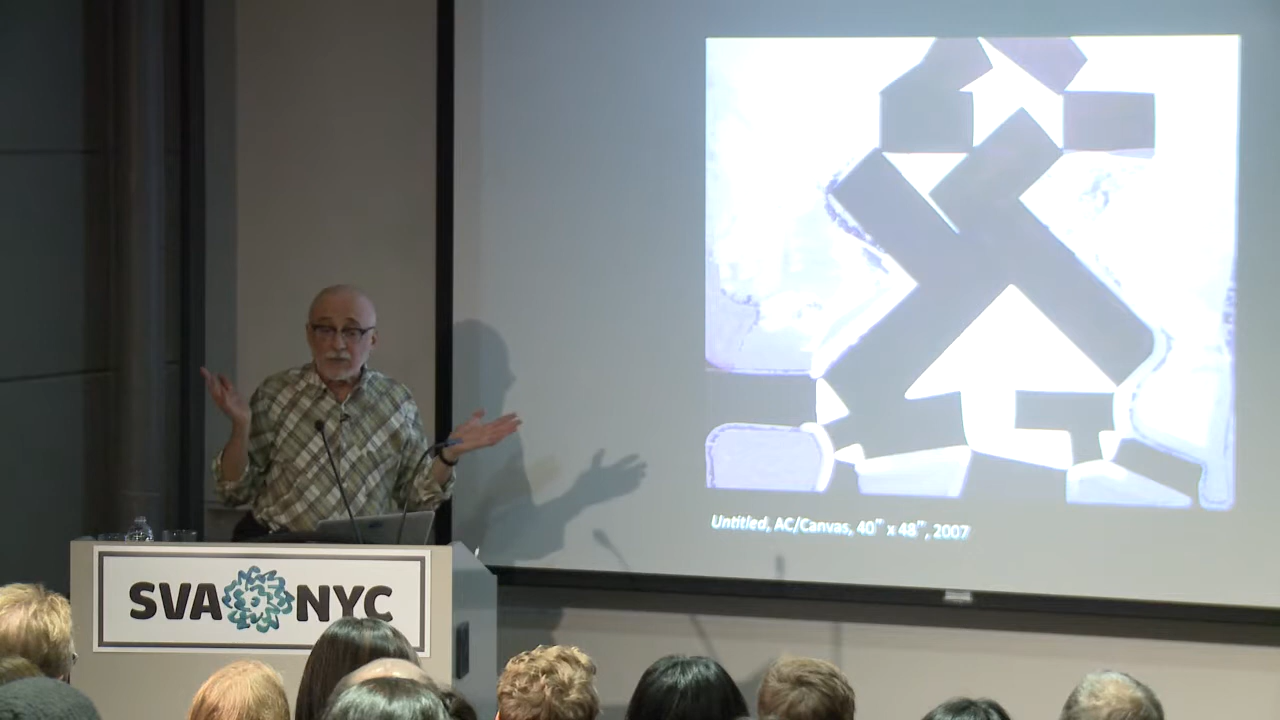 Untitled, AC/Canvas, 40" x 48", 2007
SVA NYC